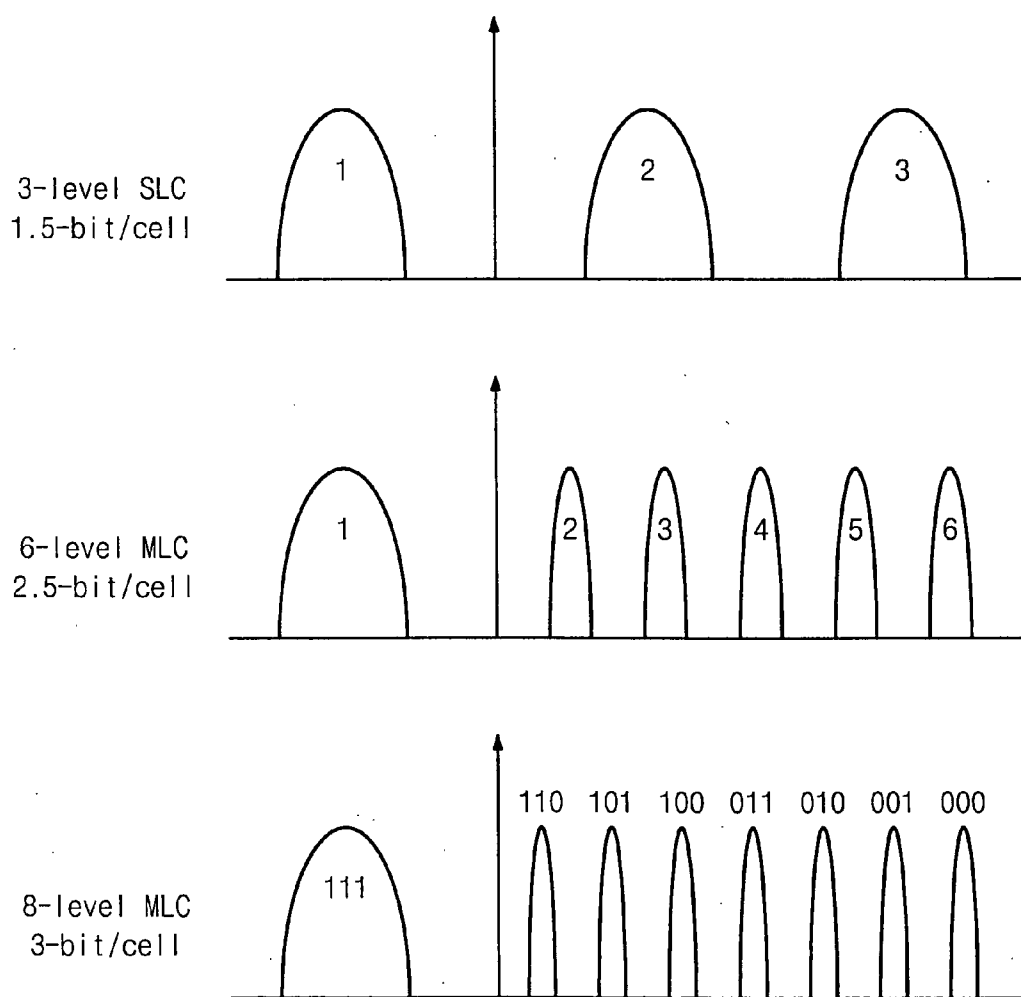 3-level SLC
1.5-bit/cell
1 2 3
6-level MLC
2.5-bit/cell
1 2 3 4 5 6
8-level MLC
3-bit/cell
111
110 101 100 011 010 001 000